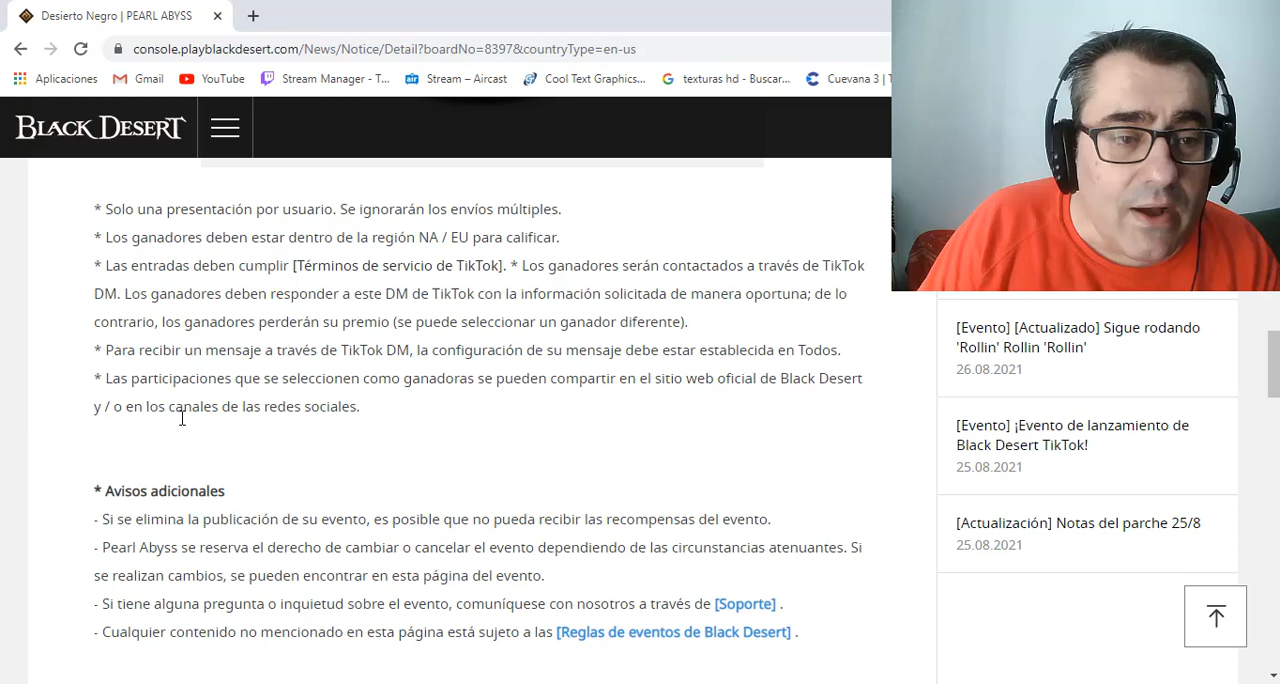 Desierto Negro | PEARL ABYSS
console.playblackdesert.com/News/Notice/Detail?boardNo=8397&countryType=en-us
Aplicaciones Gmail YouTube Stream Manager - T... Stream – Aircast Cool Text Graphics... texturas hd - Buscar... Cuevana 3 | T
BLACK DESERT
* Solo una presentación por usuario. Se ignorarán los envíos múltiples.
* Los ganadores deben estar dentro de la región NA / EU para calificar.
* Las entradas deben cumplir [Términos de servicio de TikTok]. * Los ganadores serán contactados a través de TikTok
DM. Los ganadores deben responder a este DM de TikTok con la información solicitada de manera oportuna; de lo
contrario, los ganadores perderán su premio (se puede seleccionar un ganador diferente).
* Para recibir un mensaje a través de TikTok DM, la configuración de su mensaje debe estar establecida en Todos.
* Las participaciones que se seleccionen como ganadoras se pueden compartir en el sitio web oficial de Black Desert
y / o en los canales de las redes sociales.
* Avisos adicionales
- Si se elimina la publicación de su evento, es posible que no pueda recibir las recompensas del evento.
- Pearl Abyss se reserva el derecho de cambiar o cancelar el evento dependiendo de las circunstancias atenuantes. Si
se realizan cambios, se pueden encontrar en esta página del evento.
- Si tiene alguna pregunta o inquietud sobre el evento, comuníquese con nosotros a través de [Soporte] .
- Cualquier contenido no mencionado en esta página está sujeto a las [Reglas de eventos de Black Desert] .
[Evento] [Actualizado] Sigue rodando
'Rollin' Rollin 'Rollin'
26.08.2021
[Evento] ¡Evento de lanzamiento de
Black Desert TikTok!
25.08.2021
[Actualización] Notas del parche 25/8
25.08.2021